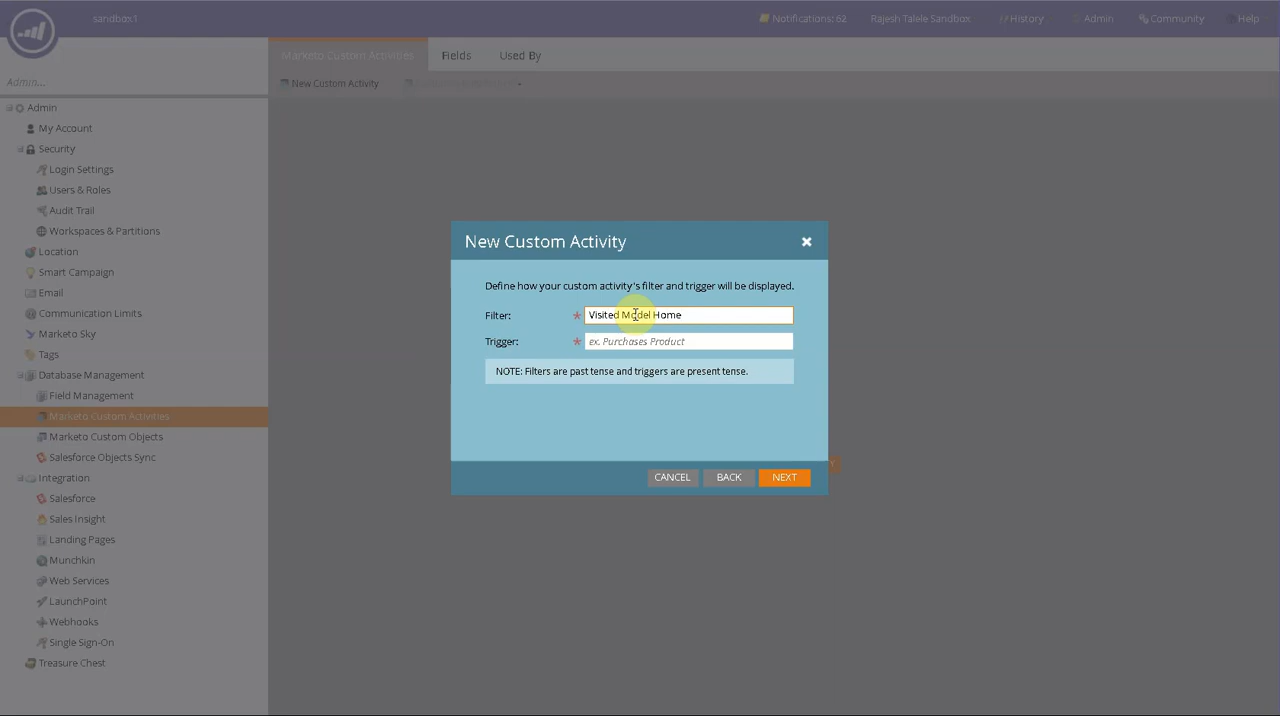 sandbox1
Notifications: 62
Rajesh Talele Sandbox
History
Admin
Community
Help
Admin...
Marketo Custom Activities
Fields
Used By
New Custom Activity
Admin
My Account
Security
Login Settings
Users & Roles
Audit Trail
Workspaces & Partitions
Location
Smart Campaign
Email
Communication Limits
Marketo Sky
Tags
Database Management
Field Management
Marketo Custom Activities
Marketo Custom Objects
Salesforce Objects Sync
Integration
Salesforce
Sales Insight
Landing Pages
Munchkin
Web Services
LaunchPoint
Webhooks
Single Sign-On
Treasure Chest
New Custom Activity
Define how your custom activity's filter and trigger will be displayed.
Filter: * Visited Model Home
Trigger: * ex. Purchases Product
NOTE: Filters are past tense and triggers are present tense.
CANCEL
BACK
NEXT